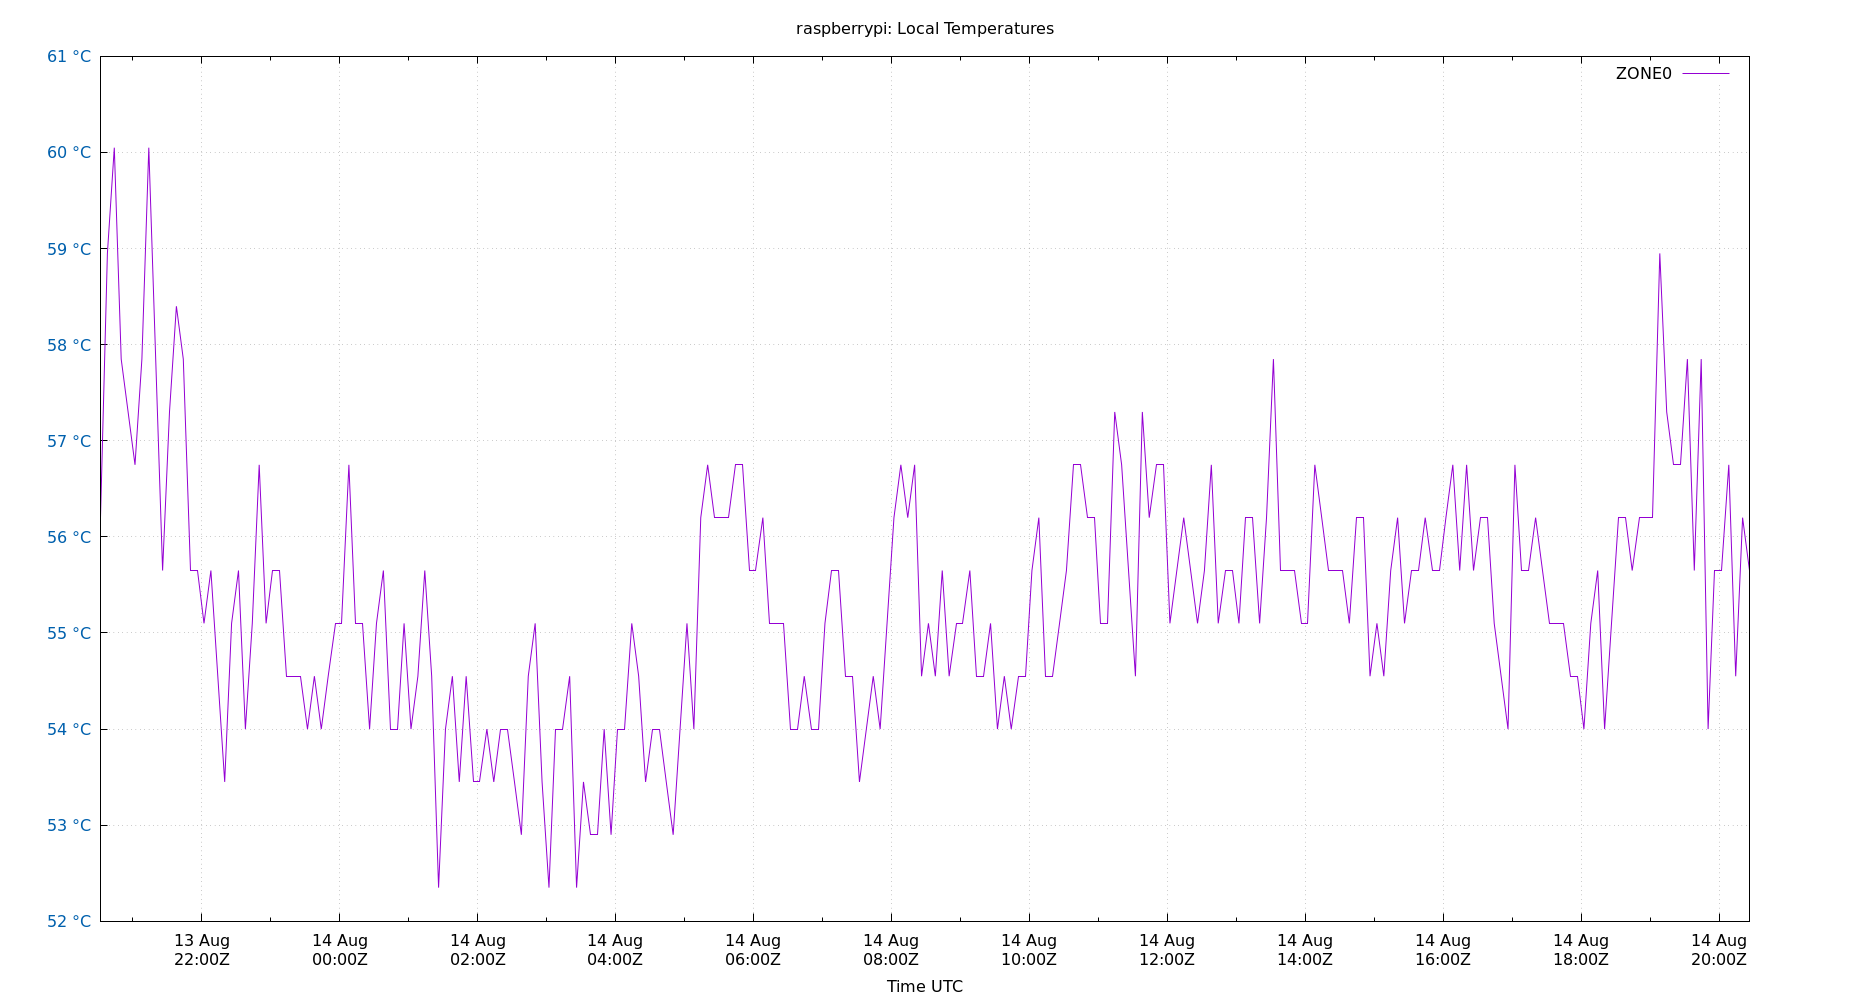 raspberrypi: Local Temperatures
61 °C
60 °C
59 °C
58 °C
57 °C
56 °C
55 °C
54 °C
53 °C
52 °C
ZONE0
13 Aug 14 Aug 14 Aug 14 Aug 14 Aug 14 Aug 14 Aug 14 Aug 14 Aug 14 Aug 14 Aug 14 Aug
22:00Z 00:00Z 02:00Z 04:00Z 06:00Z 08:00Z 10:00Z 12:00Z 14:00Z 16:00Z 18:00Z 20:00Z
Time UTC